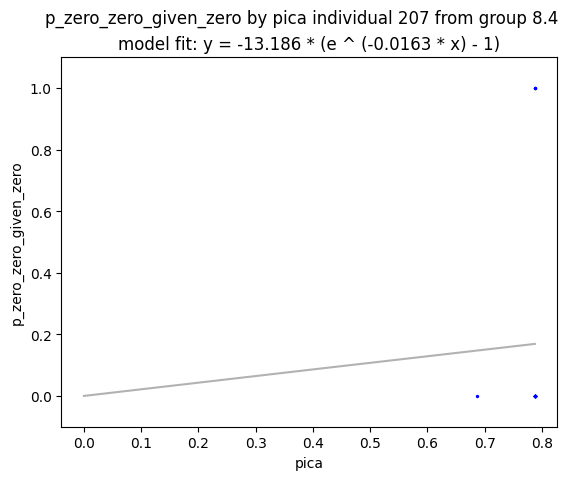 p_zero_zero_given_zero by pica individual 207 from group 8.4
model fit: y = -13.186 * (e ^ (-0.0163 * x) - 1)
1.0
0.8
0.6
0.4
0.2
0.0
p_zero_zero_given_zero
0.0 0.1 0.2 0.3 0.4 0.5 0.6 0.7 0.8
pica